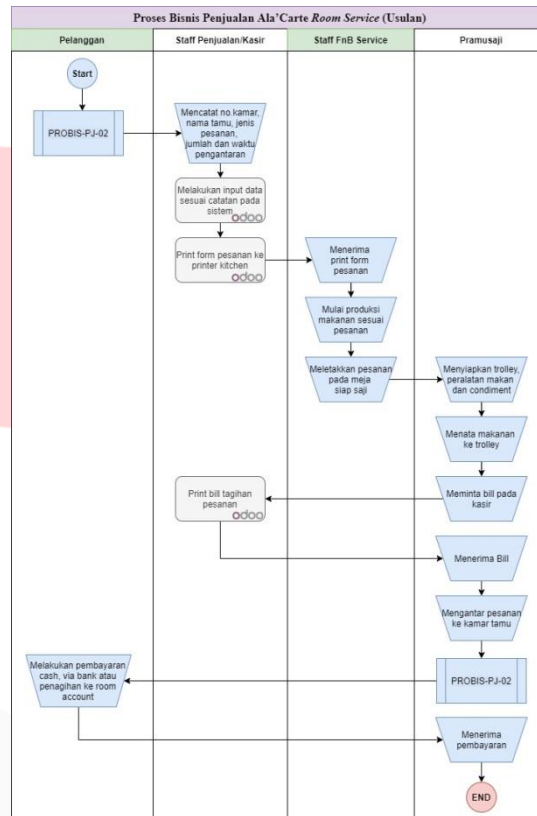 Proses Bisnis Penjualan Ala'Carte Room Service (Usulan)
Pelanggan
Staff Penjualan/Kasir
Staff FnB Service
Pramusaji
Start
PROBIS-PJ-02
Mencatat no.kamar,
nama tamu, jenis
pesanan,
jumlah dan waktu
pengantaran
Melakukan input data
sesuai catatan pada
sistem
odoo
Print form pesanan ke
printer kitchen
odoo
Menerima
print form
pesanan
Mulai produksi
makanan sesuai
pesanan
Meletakkan pesanan
pada meja
siap saji
Menyiapkan trolley,
peralatan makan
dan condiment
Menata makanan
ke trolley
Meminta bill pada
kasir
Print bill tagihan
pesanan
odoo
Menerima Bill
Mengantar pesanan
ke kamar tamu
PROBIS-PJ-02
Melakukan pembayaran
cash, via bank atau
penagihan ke room
account
Menerima
pembayaran
END